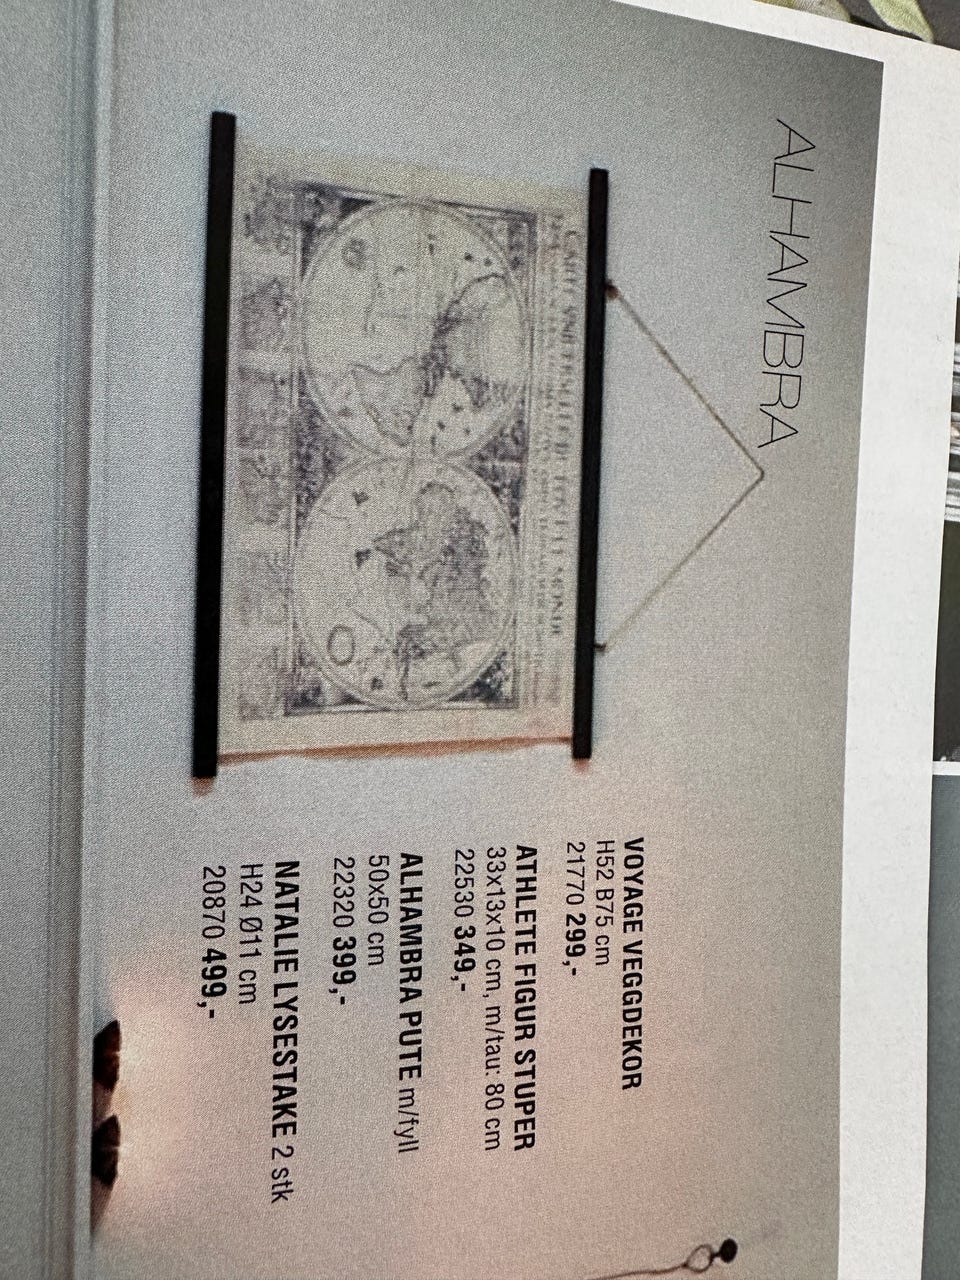 ALHAMBRA
VOYAGE VEGGDEKOR
H52 B75 cm
21770 299,-
ATHLETE FIGUR STUPER
33x13x10 cm, m/tau: 80 cm
22530 349,-
ALHAMBRA PUTE m/fyll
50x50 cm
22320 399,-
NATALIE LYSESTAKE 2 stk
H24 Ø11 cm
20870 499,-